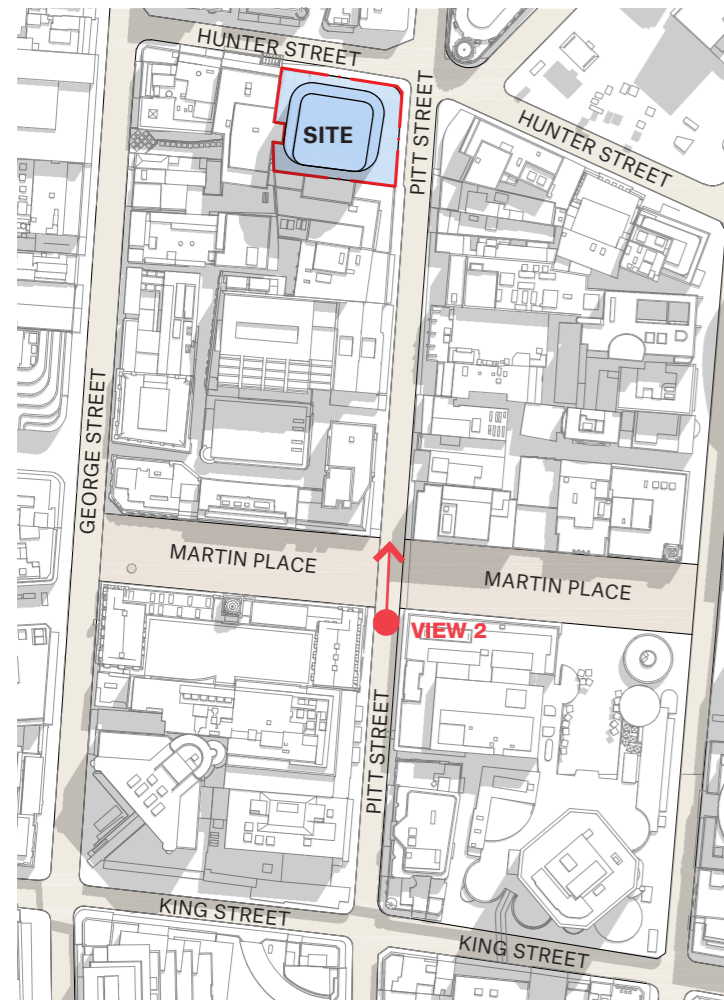 HUNTER STREET
PITT STREET
HUNTER STREET
SITE
GEORGE STREET
MARTIN PLACE
MARTIN PLACE
VIEW 2
PITT STREET
KING STREET
KING STREET